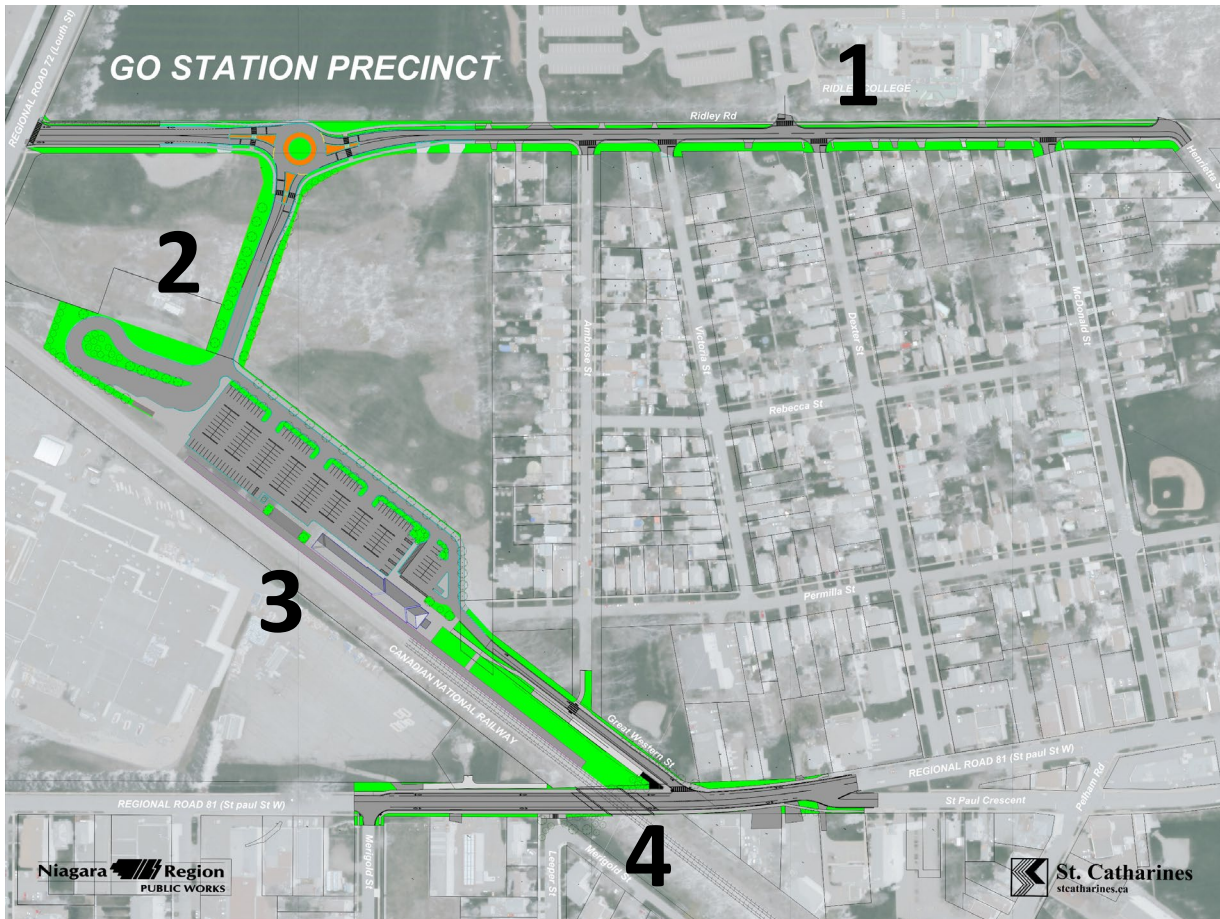 REGIONAL ROAD 72 (Louth St)
GO STATION PRECINCT
1
RIDLEY COLLEGE
Ridley Rd
Henrietta S
2
Ambrose St
Victoria St
Dexter St
McDonald St
Rebecca St
3
Permilla St
CANADIAN NATIONAL RAILWAY
Great Western St
REGIONAL ROAD 81 (St paul St W)
REGIONAL ROAD 81 (St paul St W)
St Paul Crescent
Pelham Rd
4
Merigold St
Leeper St
Merigold St
Niagara Region
PUBLIC WORKS
St. Catharines
stcatharines.ca